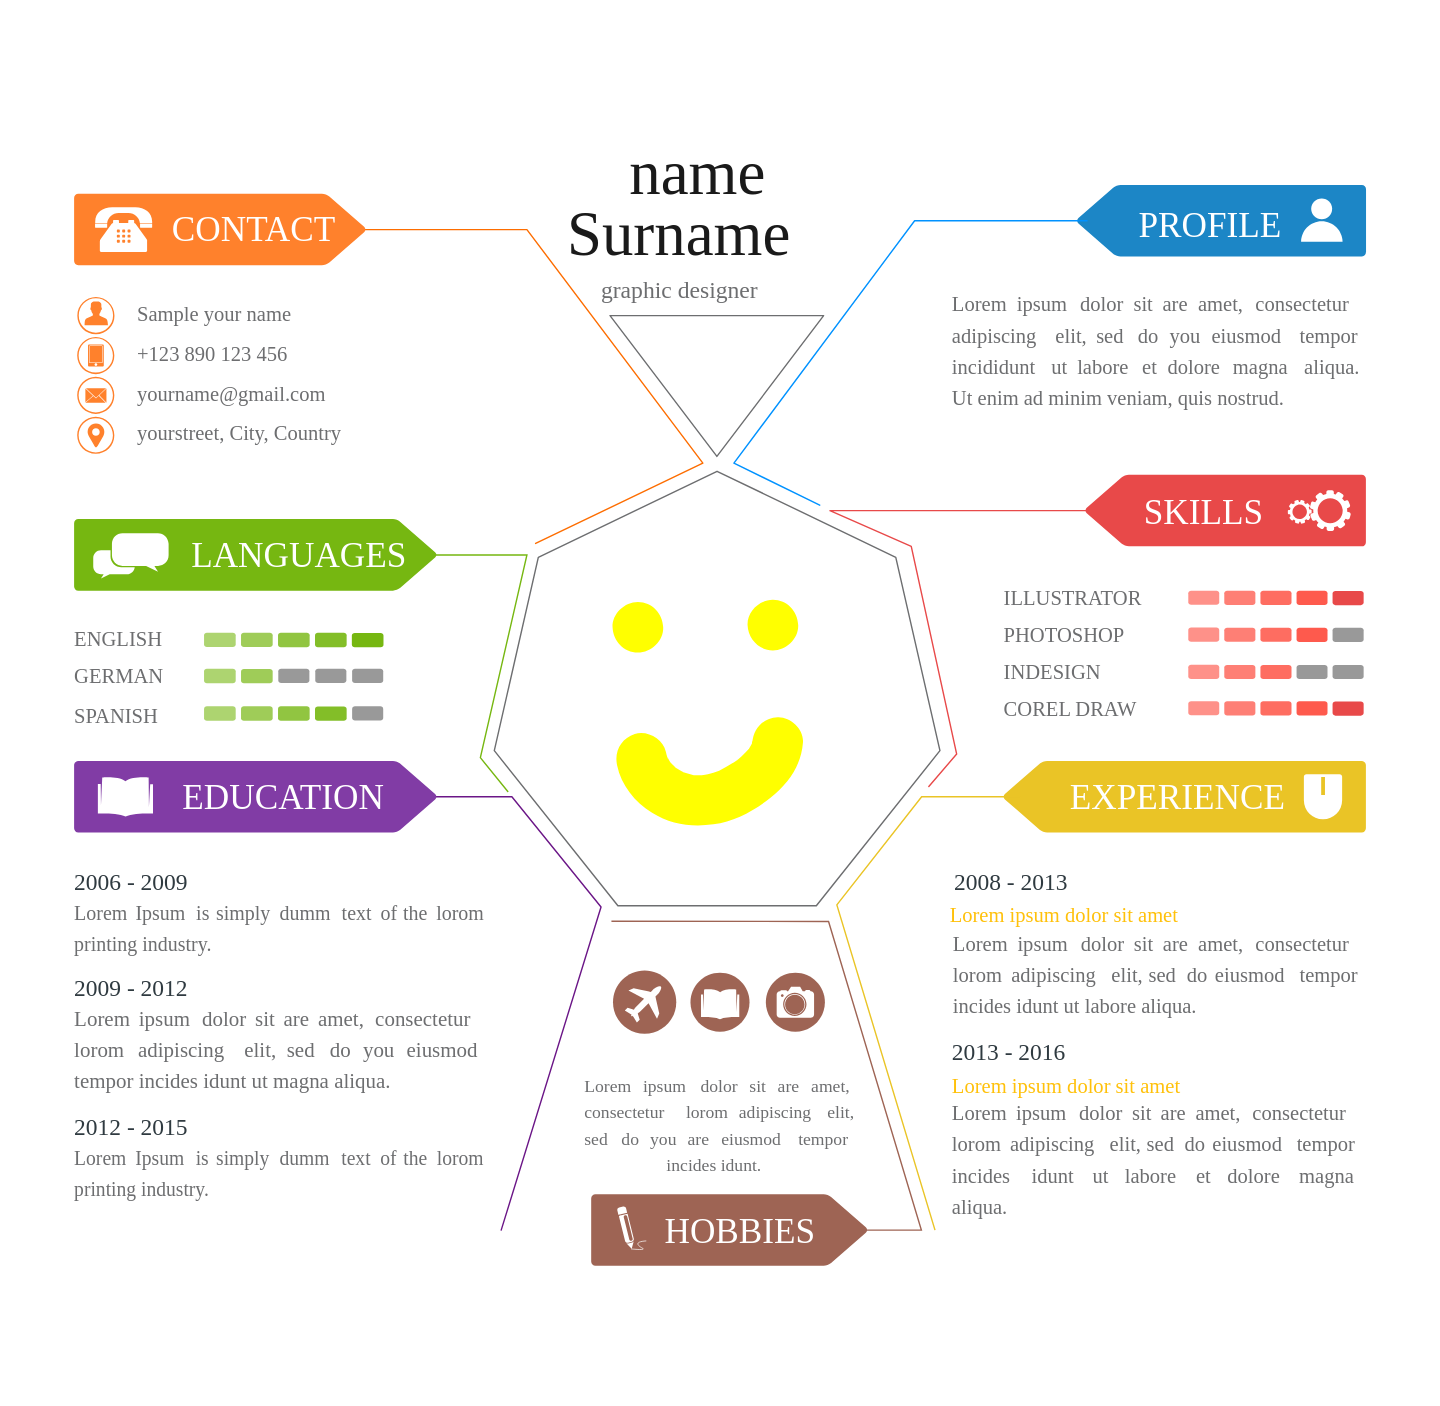 name
Surname
graphic designer
CONTACT
Sample your name
+123 890 123 456
yourname@gmail.com
yourstreet, City, Country
LANGUAGES
ENGLISH
GERMAN
SPANISH
EDUCATION
2006 - 2009
Lorem Ipsum is simply dumm text of the lorom
printing industry.
2009 - 2012
Lorem ipsum dolor sit are amet, consectetur
lorom adipiscing elit, sed do you eiusmod
tempor incides idunt ut magna aliqua.
2012 - 2015
Lorem Ipsum is simply dumm text of the lorom
printing industry.
PROFILE
Lorem ipsum dolor sit are amet, consectetur
adipiscing elit, sed do you eiusmod tempor
incididunt ut labore et dolore magna aliqua.
Ut enim ad minim veniam, quis nostrud.
SKILLS
ILLUSTRATOR
PHOTOSHOP
INDESIGN
COREL DRAW
EXPERIENCE
2008 - 2013
Lorem ipsum dolor sit amet
Lorem ipsum dolor sit are amet, consectetur
lorom adipiscing elit, sed do eiusmod tempor
incides idunt ut labore aliqua.
2013 - 2016
Lorem ipsum dolor sit amet
Lorem ipsum dolor sit are amet, consectetur
lorom adipiscing elit, sed do eiusmod tempor
incides idunt ut labore et dolore magna
aliqua.
Lorem ipsum dolor sit are amet,
consectetur lorom adipiscing elit,
sed do you are eiusmod tempor
incides idunt.
HOBBIES